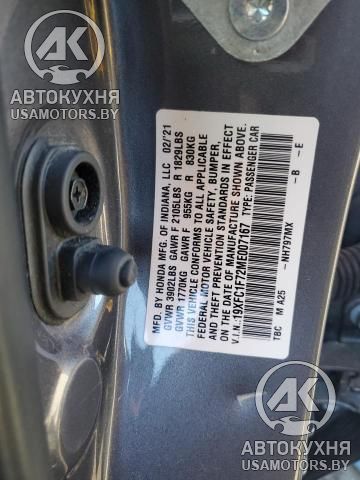 АК
АВТОКУХНЯ
USAMOTORS.BY
MFD. BY HONDA MFG. OF INDIANA, LLC 02/'21
GVWR 3902LBS GAWR F 2105LBS R 1829LBS
GVWR 1770KG GAWR F 955KG R 830KG
THIS VEHICLE CONFORMS TO ALL APPLICABLE
FEDERAL MOTOR VEHICLE SAFETY, BUMPER,
AND THEFT PREVENTION STANDARDS IN EFFECT
ON THE DATE OF MANUFACTURE SHOWN ABOVE.
V.I.N.:19XFC1F72ME007167 TYPE:PASSENGER CAR
TBC M A25 -NH797MX -B -E
АК
АВТОКУХНЯ
USAMOTORS.BY